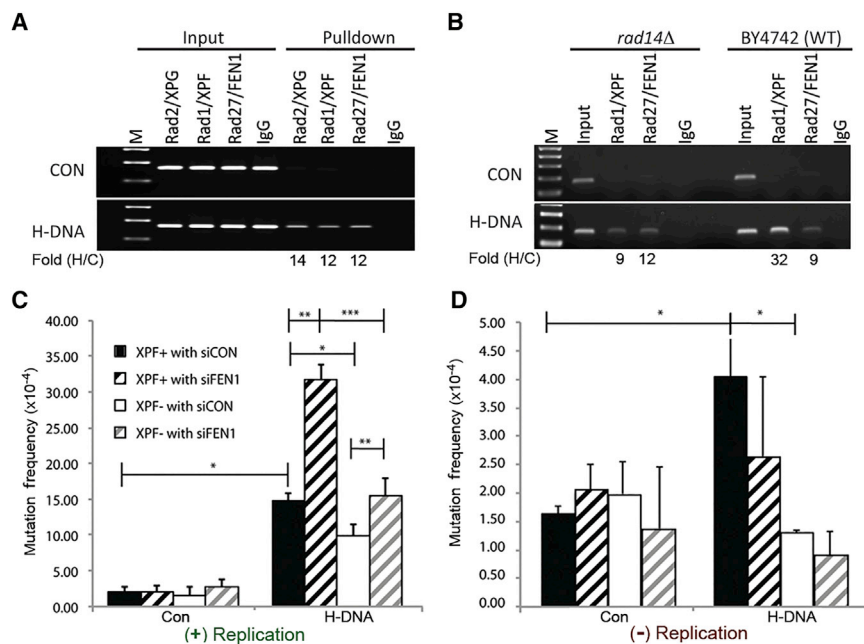 A
Input Pulldown
M Rad2/XPG Rad1/XPF Rad27/FEN1 IgG Rad2/XPG Rad1/XPF Rad27/FEN1 IgG
CON
H-DNA
Fold (H/C) 14 12 12
B
rad14Δ BY4742 (WT)
M Input Rad1/XPF Rad27/FEN1 IgG Input Rad1/XPF Rad27/FEN1 IgG
CON
H-DNA
Fold (H/C) 9 12 32 9
C
Mutation frequency (x10⁻⁴)
40.00
35.00
30.00
25.00
20.00
15.00
10.00
5.00
0.00
XPF+ with siCON
XPF+ with siFEN1
XPF- with siCON
XPF- with siFEN1
** ***
*
**
*
Con H-DNA
(+) Replication
D
Mutation frequency (x10⁻⁴)
5.00
4.50
4.00
3.50
3.00
2.50
2.00
1.50
1.00
0.50
0.00
* *
Con H-DNA
(-) Replication